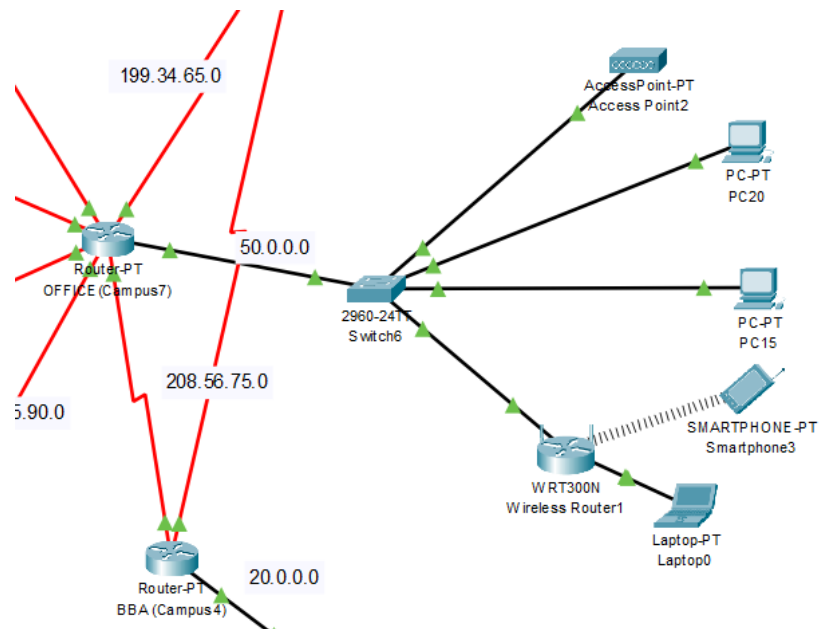 199.34.65.0
AccessPoint-PT
Access Point2
PC-PT
PC20
50.0.0.0
Router-PT
OFFICE (Campus7)
2960-24TT
Switch6
PC-PT
PC15
208.56.75.0
5.90.0
SMARTPHONE-PT
Smartphone3
WRT300N
Wireless Router1
Laptop-PT
Laptop0
Router-PT
BBA (Campus4)
20.0.0.0